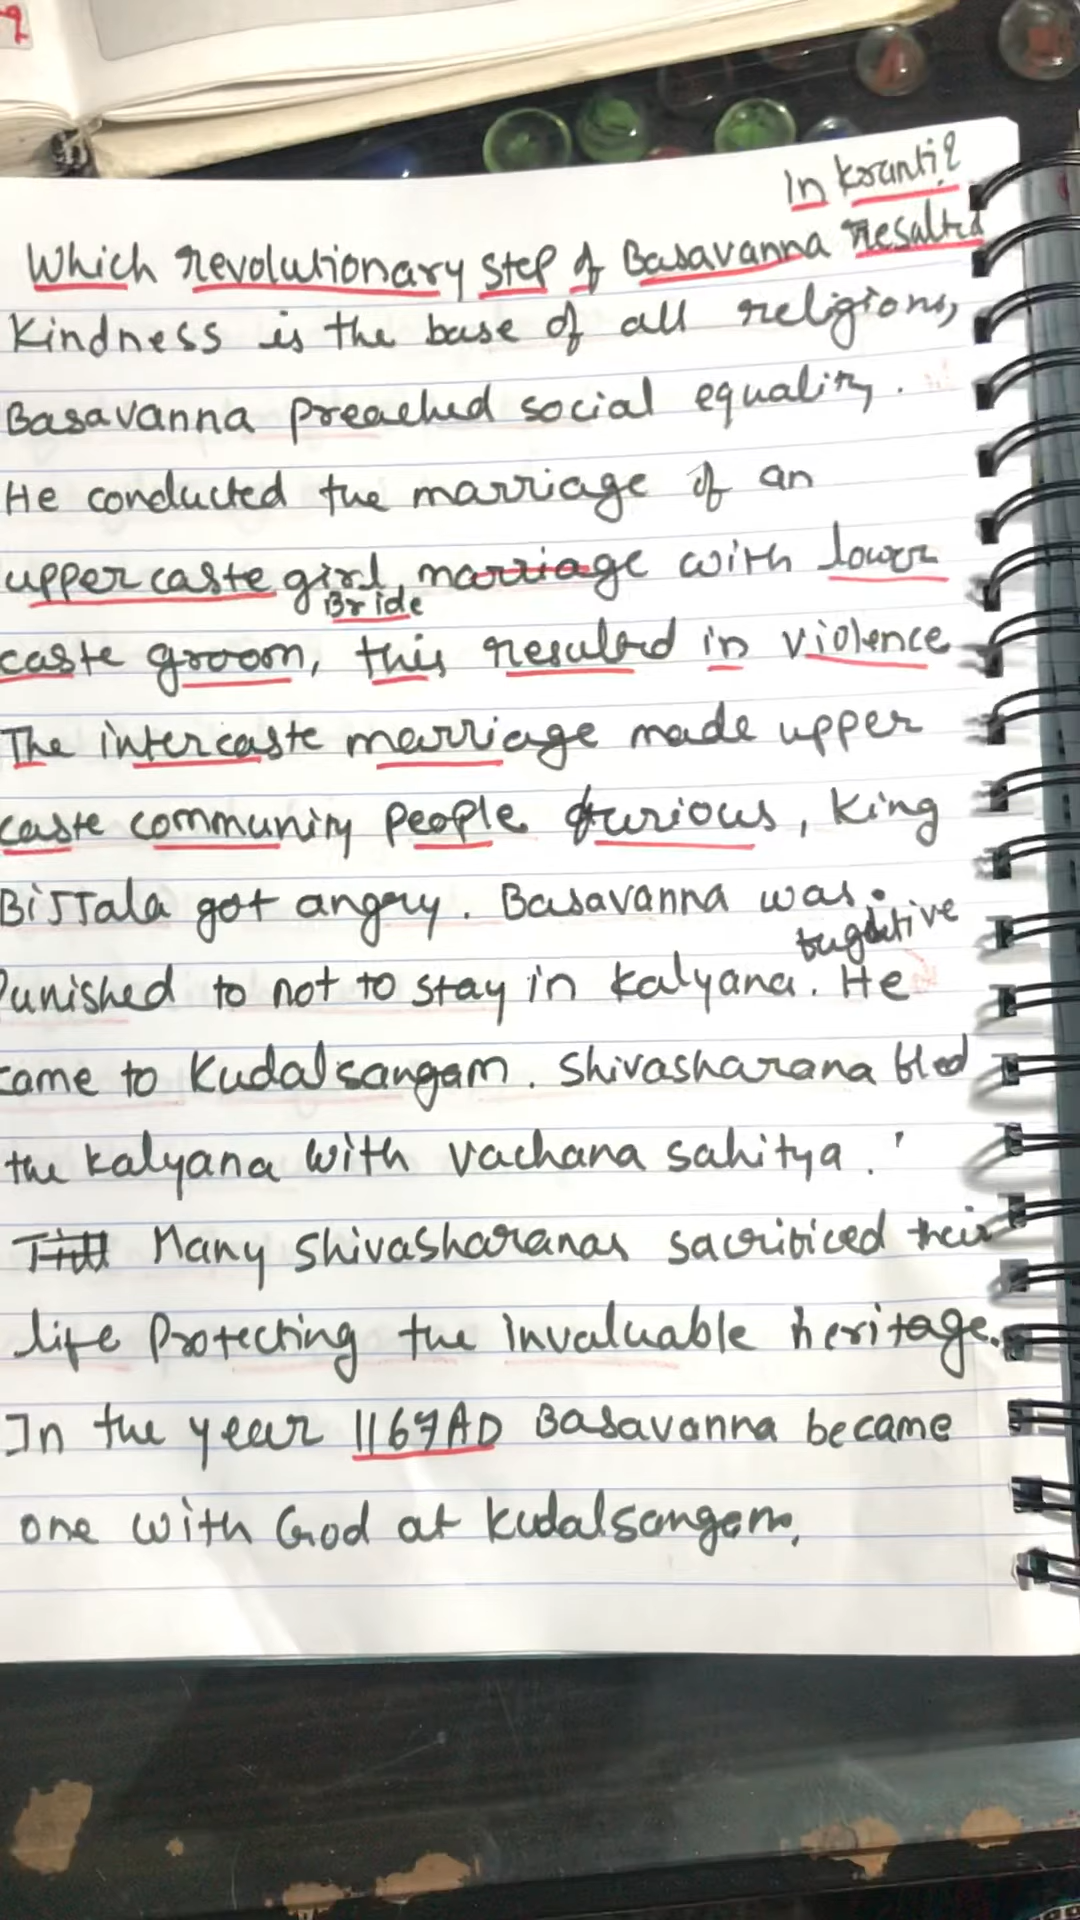 In kranti?
Which revolutionary step of Basavanna resulted
Kindness is the base of all religions,
Basavanna preached social equality.
He conducted the marriage of an
upper caste girl, marriage with lower
Bride
caste groom, this resulted in violence
The intercaste marriage made upper
caste community people furious, King
BiJJala got angry. Basavanna was
Punished to not to stay in Kalyana. He
came to Kudalsangam. Shivasharana fled
the Kalyana with vachana sahitya.
Many Shivasharanas sacrificed their
life Protecting the invaluable heritage.
In the year 1167AD Basavanna became
one with God at Kudalsangam,